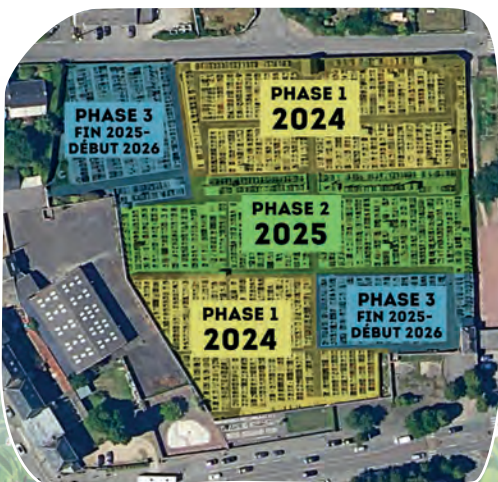 PHASE 3
FIN 2025-
DÉBUT 2026
PHASE 1
2024
PHASE 2
2025
PHASE 1
2024
PHASE 3
FIN 2025-
DÉBUT 2026